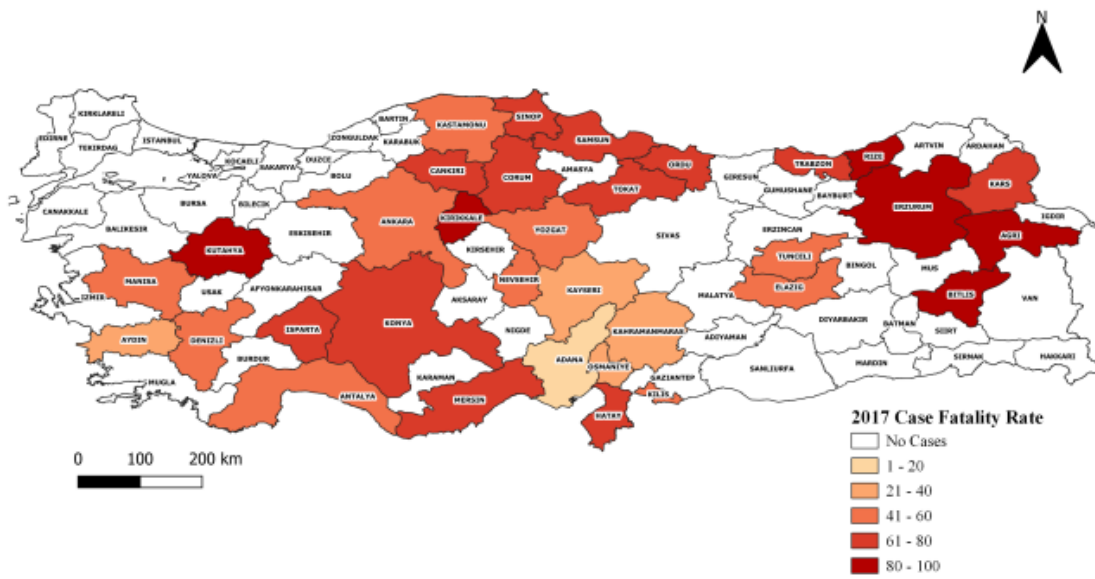 N
KIRKLARELI
EDIRNE
TEKIRDAG
ISTANBUL
KOCAELI
YALOVA
SAKARYA
DUZCE
ZONGULDAK
BARTIN
KARABUK
BOLU
KASTAMONU
SINOP
SAMSUN
CANKIRI
CORUM
AMASYA
ORDU
TOKAT
GIRESUN
TRABZON
RIZE
ARTVIN
ARDAHAN
GUMUSHANE
BAYBURT
KARS
ERZURUM
IGDIR
AGRI
CANAKKALE
BALIKESIR
BURSA
BILECIK
ESKISEHIR
KUTAHYA
ANKARA
KIRIKKALE
KIRSEHIR
YOZGAT
SIVAS
ERZINCAN
TUNCELI
BINGOL
MUS
ELAZIG
BITLIS
VAN
MANISA
IZMIR
USAK
AFYONKARAHISAR
AKSARAY
NEVSEHIR
KAYSERI
MALATYA
DIYARBAKIR
BATMAN
SIIRT
AYDIN
DENIZLI
ISPARTA
KONYA
NIGDE
KAHRAMANMARAS
ADIYAMAN
MARDIN
SIRNAK
HAKKARI
MUGLA
BURDUR
ANTALYA
KARAMAN
MERSIN
ADANA
OSMANIYE
GAZIANTEP
KILIS
SANLIURFA
HATAY
0 100 200 km
2017 Case Fatality Rate
No Cases
1 - 20
21 - 40
41 - 60
61 - 80
80 - 100